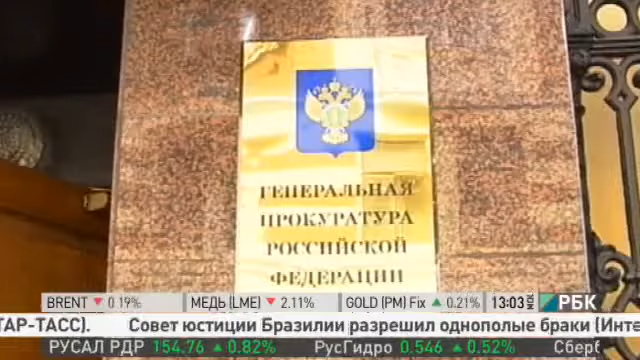 ГЕНЕРАЛЬНАЯ
ПРОКУРАТУРА
РОССИЙСКОЙ
ФЕДЕРАЦИИ
BRENT ▼ 0.19% МЕДЬ (LME) ▼ 2.11% GOLD (PM) Fix ▲ 0.21% 13:03 МСК РБК
ТАР-ТАСС). Совет юстиции Бразилии разрешил однополые браки (Инте
РУСАЛ РДР 154.76 ▲ 0.82% РусГидро 0.546 ▲ 0.52% Сберб